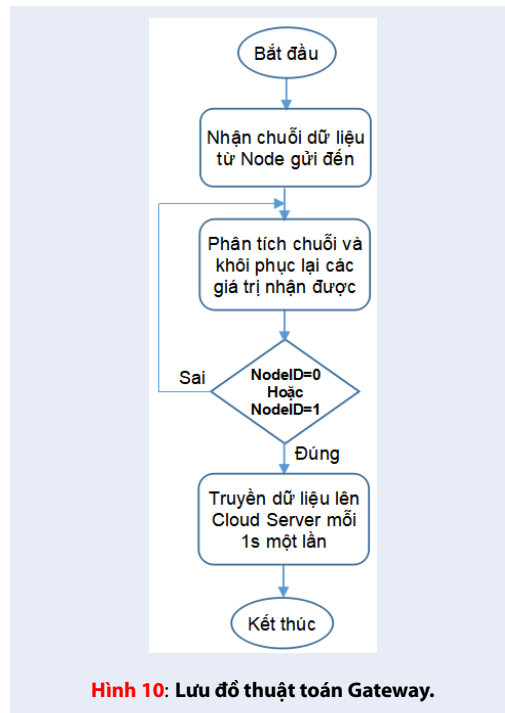 Bắt đầu
Nhận chuỗi dữ liệu
từ Node gửi đến
Phân tích chuỗi và
khôi phục lại các
giá trị nhận được
Sai
NodeID=0
Hoặc
NodeID=1
Đúng
Truyền dữ liệu lên
Cloud Server mỗi
1s một lần
Kết thúc
Hình 10: Lưu đồ thuật toán Gateway.